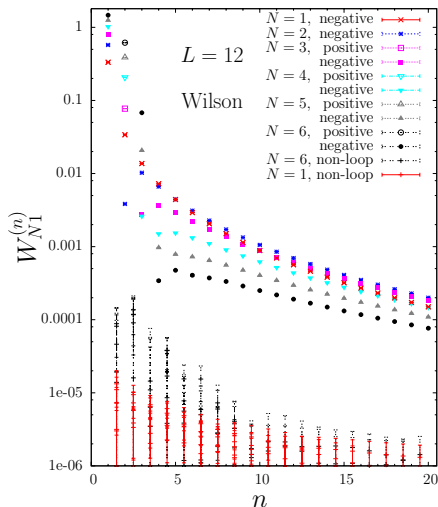 N = 1, negative
N = 2, negative
N = 3, positive
negative
N = 4, positive
negative
N = 5, positive
negative
N = 6, positive
negative
N = 6, non-loop
N = 1, non-loop
L = 12
Wilson
1
0.1
0.01
0.001
0.0001
1e-05
1e-06
W_{N1}^{(n)}
0 5 10 15 20
n